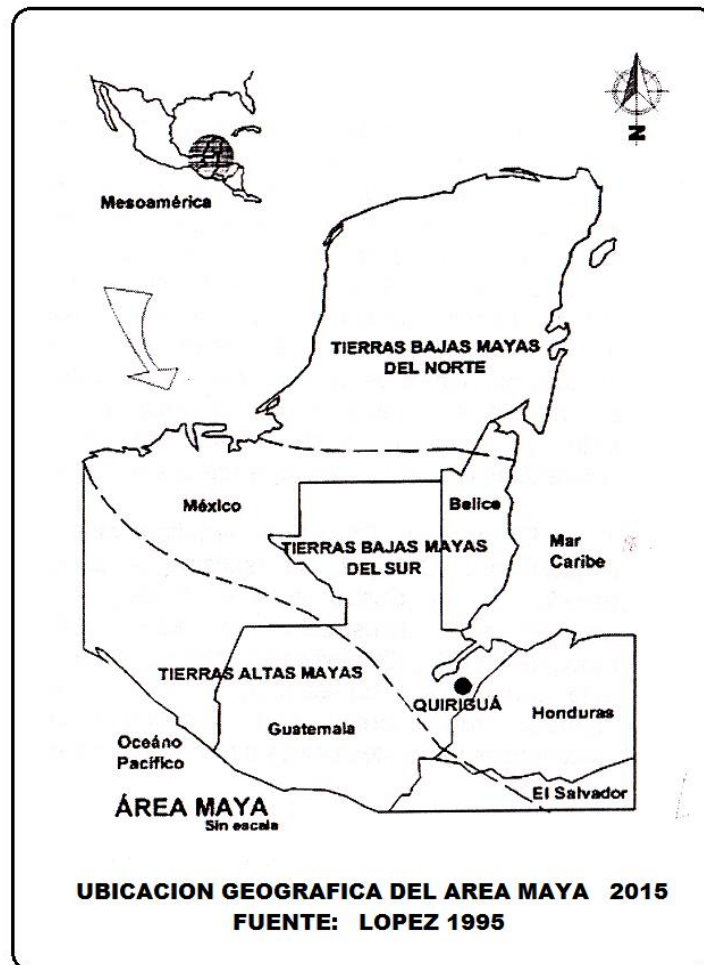 N
Mesoamérica
TIERRAS BAJAS MAYAS
DEL NORTE
México
Belice
TIERRAS BAJAS MAYAS
DEL SUR
Mar
Caribe
TIERRAS ALTAS MAYAS
QUIRIGUÁ
Guatemala
Honduras
Oceáno
Pacífico
El Salvador
ÁREA MAYA
Sin escala
UBICACION GEOGRAFICA DEL AREA MAYA 2015
FUENTE: LOPEZ 1995